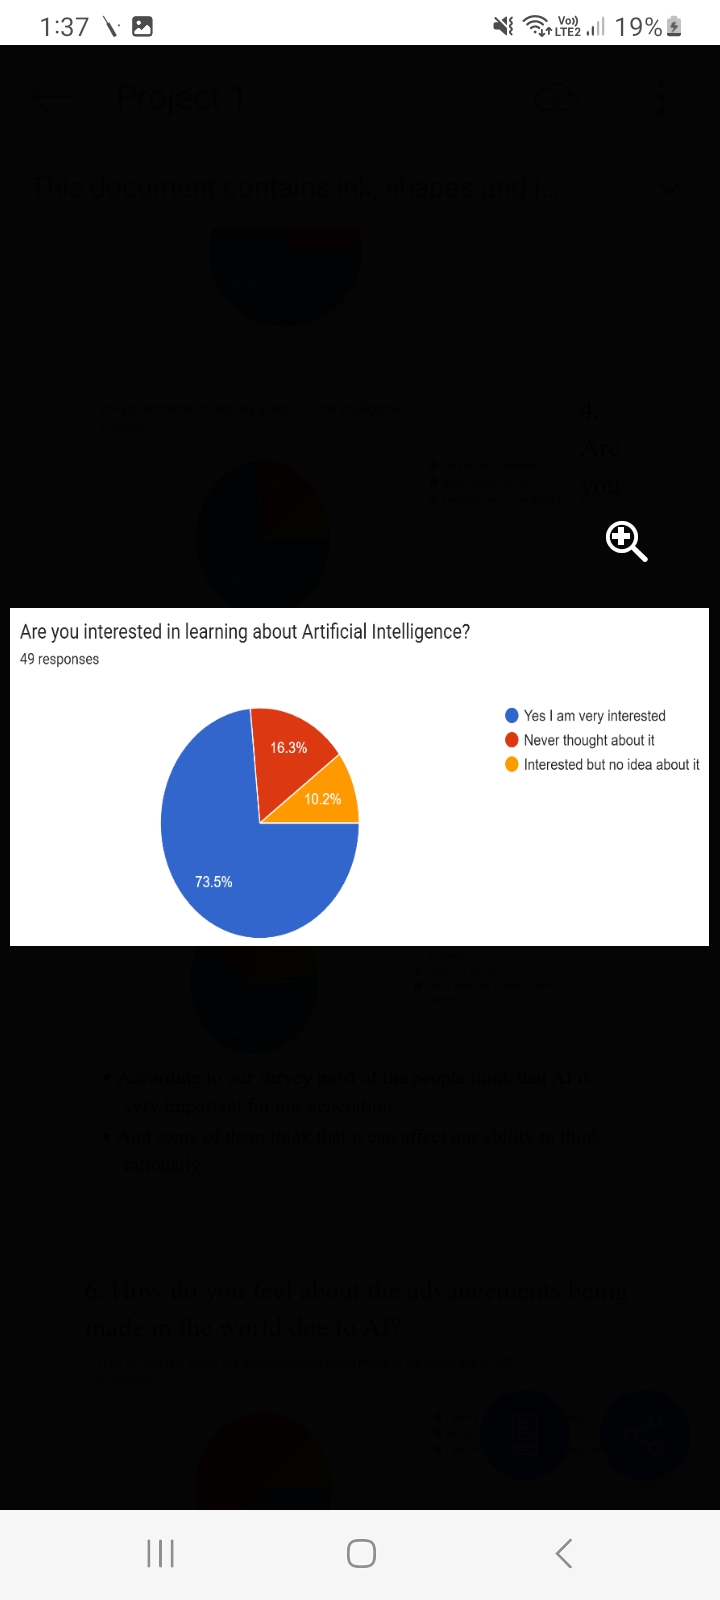 1:37
Vo)) LTE2 19%
Project 1
This document contains ink, shapes and i...
4.
Are
you
Are you interested in learning about Artificial Intelligence?
49 responses
Yes I am very interested
Never thought about it
Interested but no idea about it
16.3%
10.2%
73.5%
• According to our survey most of the people think that AI is
very important for our generation
• And some of them think that it can affect our ability to think
rationally
6. How do you feel about the advancements being
made in the world due to AI?